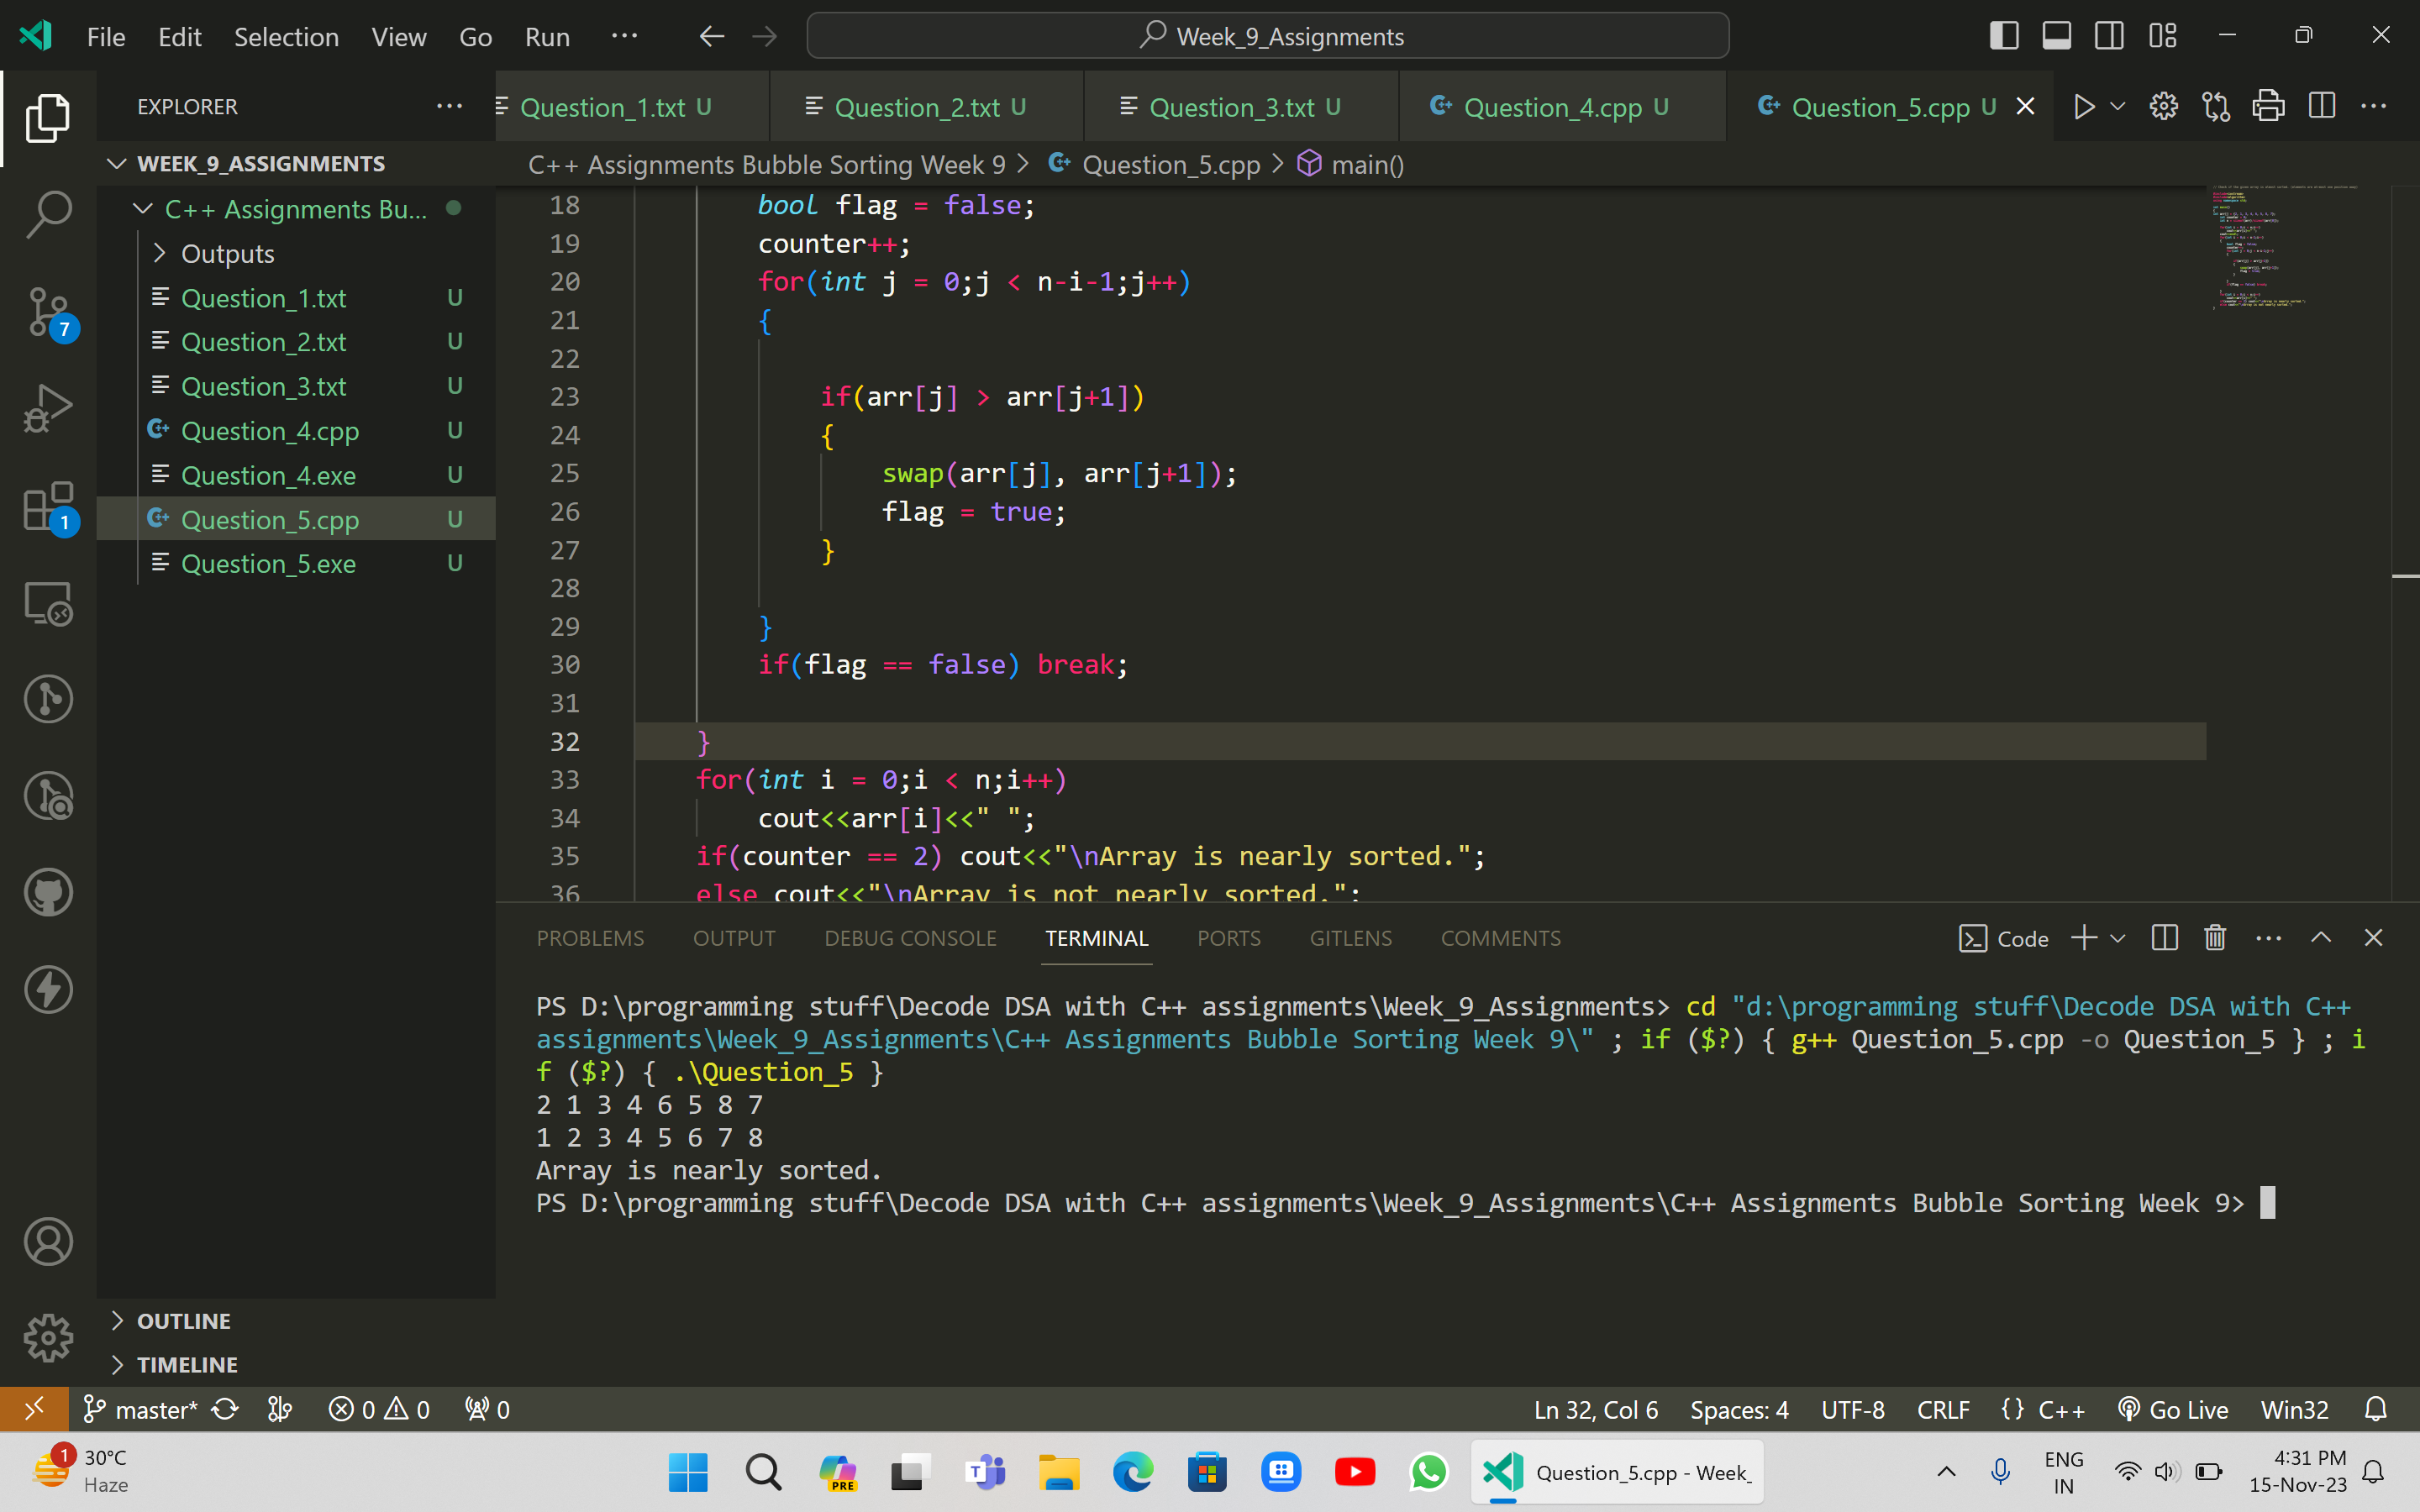 File Edit Selection View Go Run ··· Week_9_Assignments
EXPLORER ···
Question_1.txt U Question_2.txt U Question_3.txt U Question_4.cpp U Question_5.cpp U
WEEK_9_ASSIGNMENTS
C++ Assignments Bubble Sorting Week 9 > Question_5.cpp > main()
C++ Assignments Bu...
Outputs
Question_1.txt U
Question_2.txt U
Question_3.txt U
Question_4.cpp U
Question_4.exe U
Question_5.cpp U
Question_5.exe U
7
1
18 bool flag = false;
19 counter++;
20 for(int j = 0;j < n-i-1;j++)
21 {
22
23 if(arr[j] > arr[j+1])
24 {
25 swap(arr[j], arr[j+1]);
26 flag = true;
27 }
28
29 }
30 if(flag == false) break;
31
32 }
33 for(int i = 0;i < n;i++)
34 cout<<arr[i]<<" ";
35 if(counter == 2) cout<<"\nArray is nearly sorted.";
36 else cout<<"\nArray is not nearly sorted.";
PROBLEMS OUTPUT DEBUG CONSOLE TERMINAL PORTS GITLENS COMMENTS Code
PS D:\programming stuff\Decode DSA with C++ assignments\Week_9_Assignments> cd "d:\programming stuff\Decode DSA with C++
assignments\Week_9_Assignments\C++ Assignments Bubble Sorting Week 9\" ; if ($?) { g++ Question_5.cpp -o Question_5 } ; i
f ($?) { .\Question_5 }
2 1 3 4 6 5 8 7
1 2 3 4 5 6 7 8
Array is nearly sorted.
PS D:\programming stuff\Decode DSA with C++ assignments\Week_9_Assignments\C++ Assignments Bubble Sorting Week 9>
OUTLINE
TIMELINE
master* 0 0 0 Ln 32, Col 6 Spaces: 4 UTF-8 CRLF {} C++ Go Live Win32
1 30°C
Haze
PRE
Question_5.cpp - Week_
ENG
IN
4:31 PM
15-Nov-23